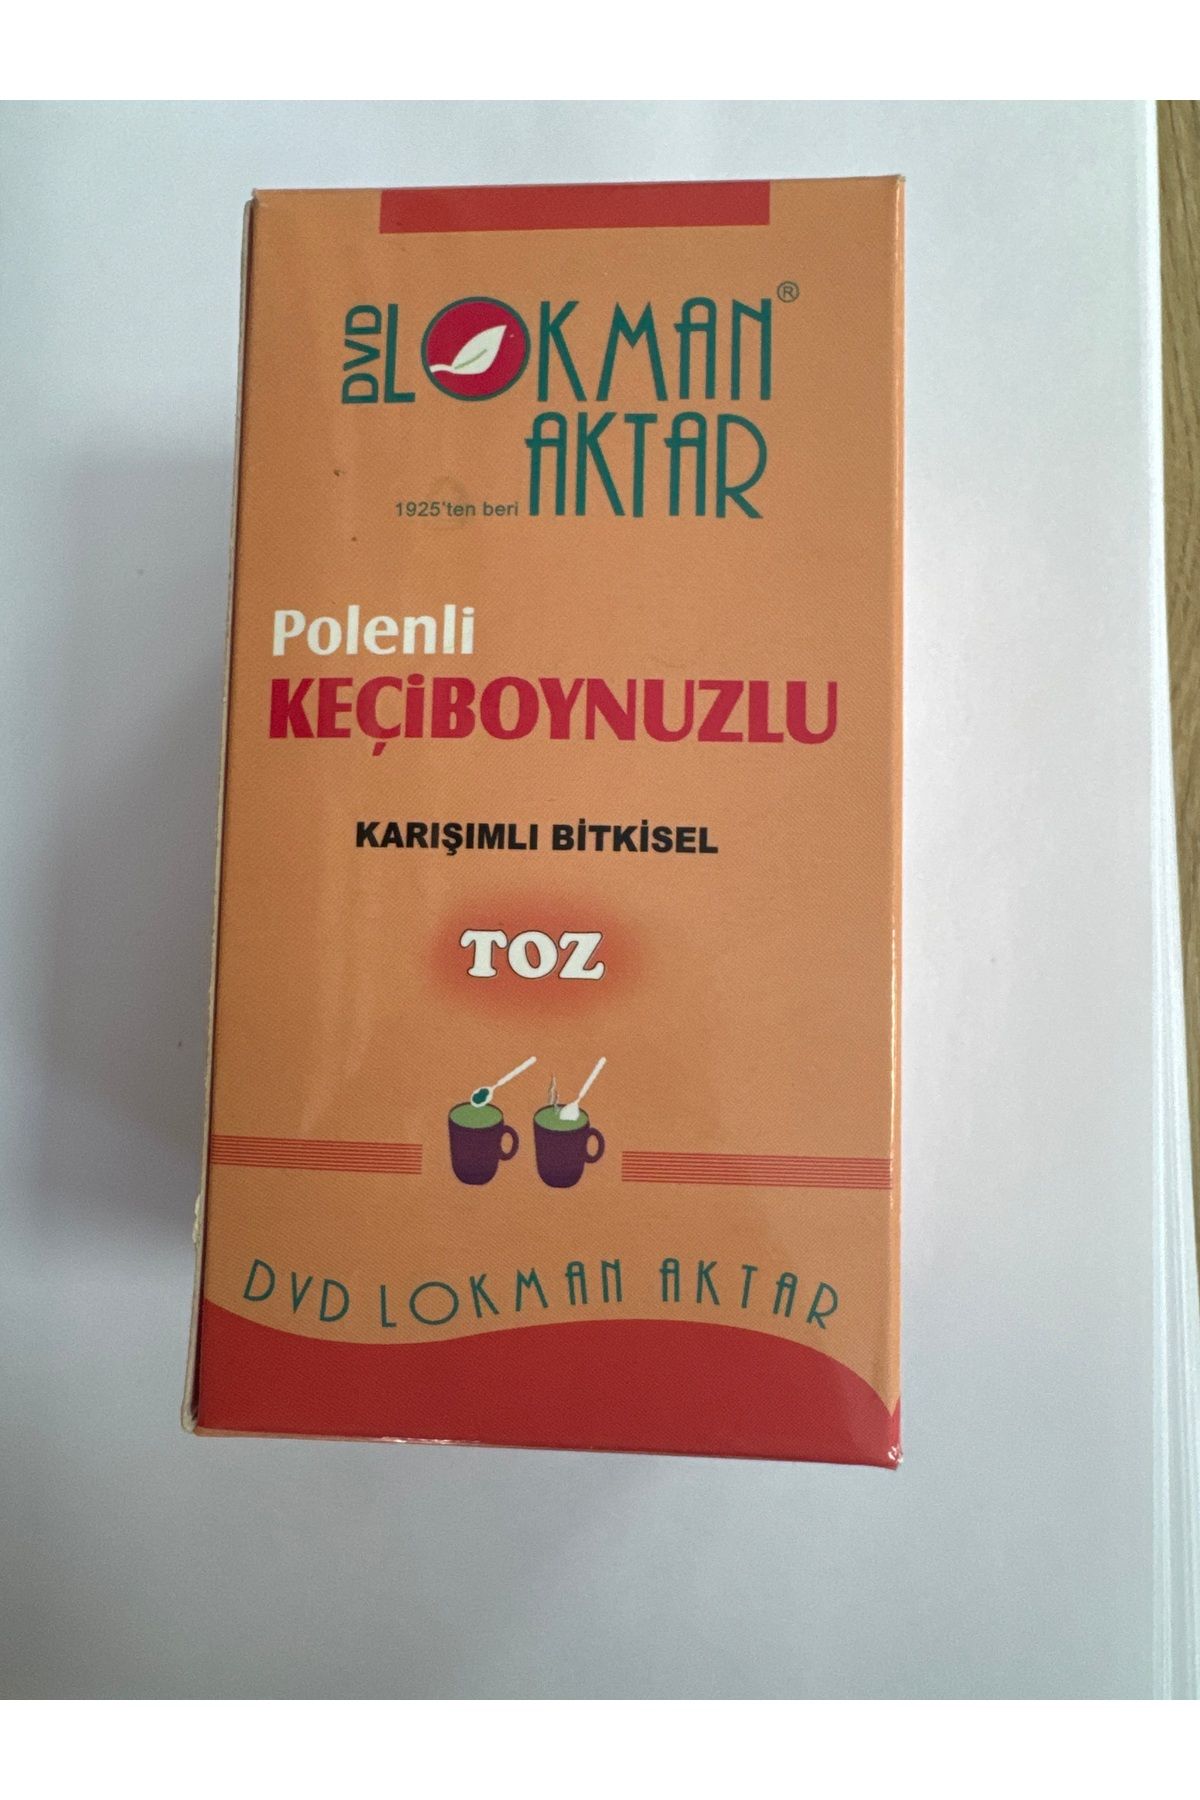 DVD LOKMAN®
1925'ten beri AKTAR
Polenli
KEÇİBOYNUZLU
KARIŞIMLI BİTKİSEL
TOZ
DVD LOKMAN AKTAR